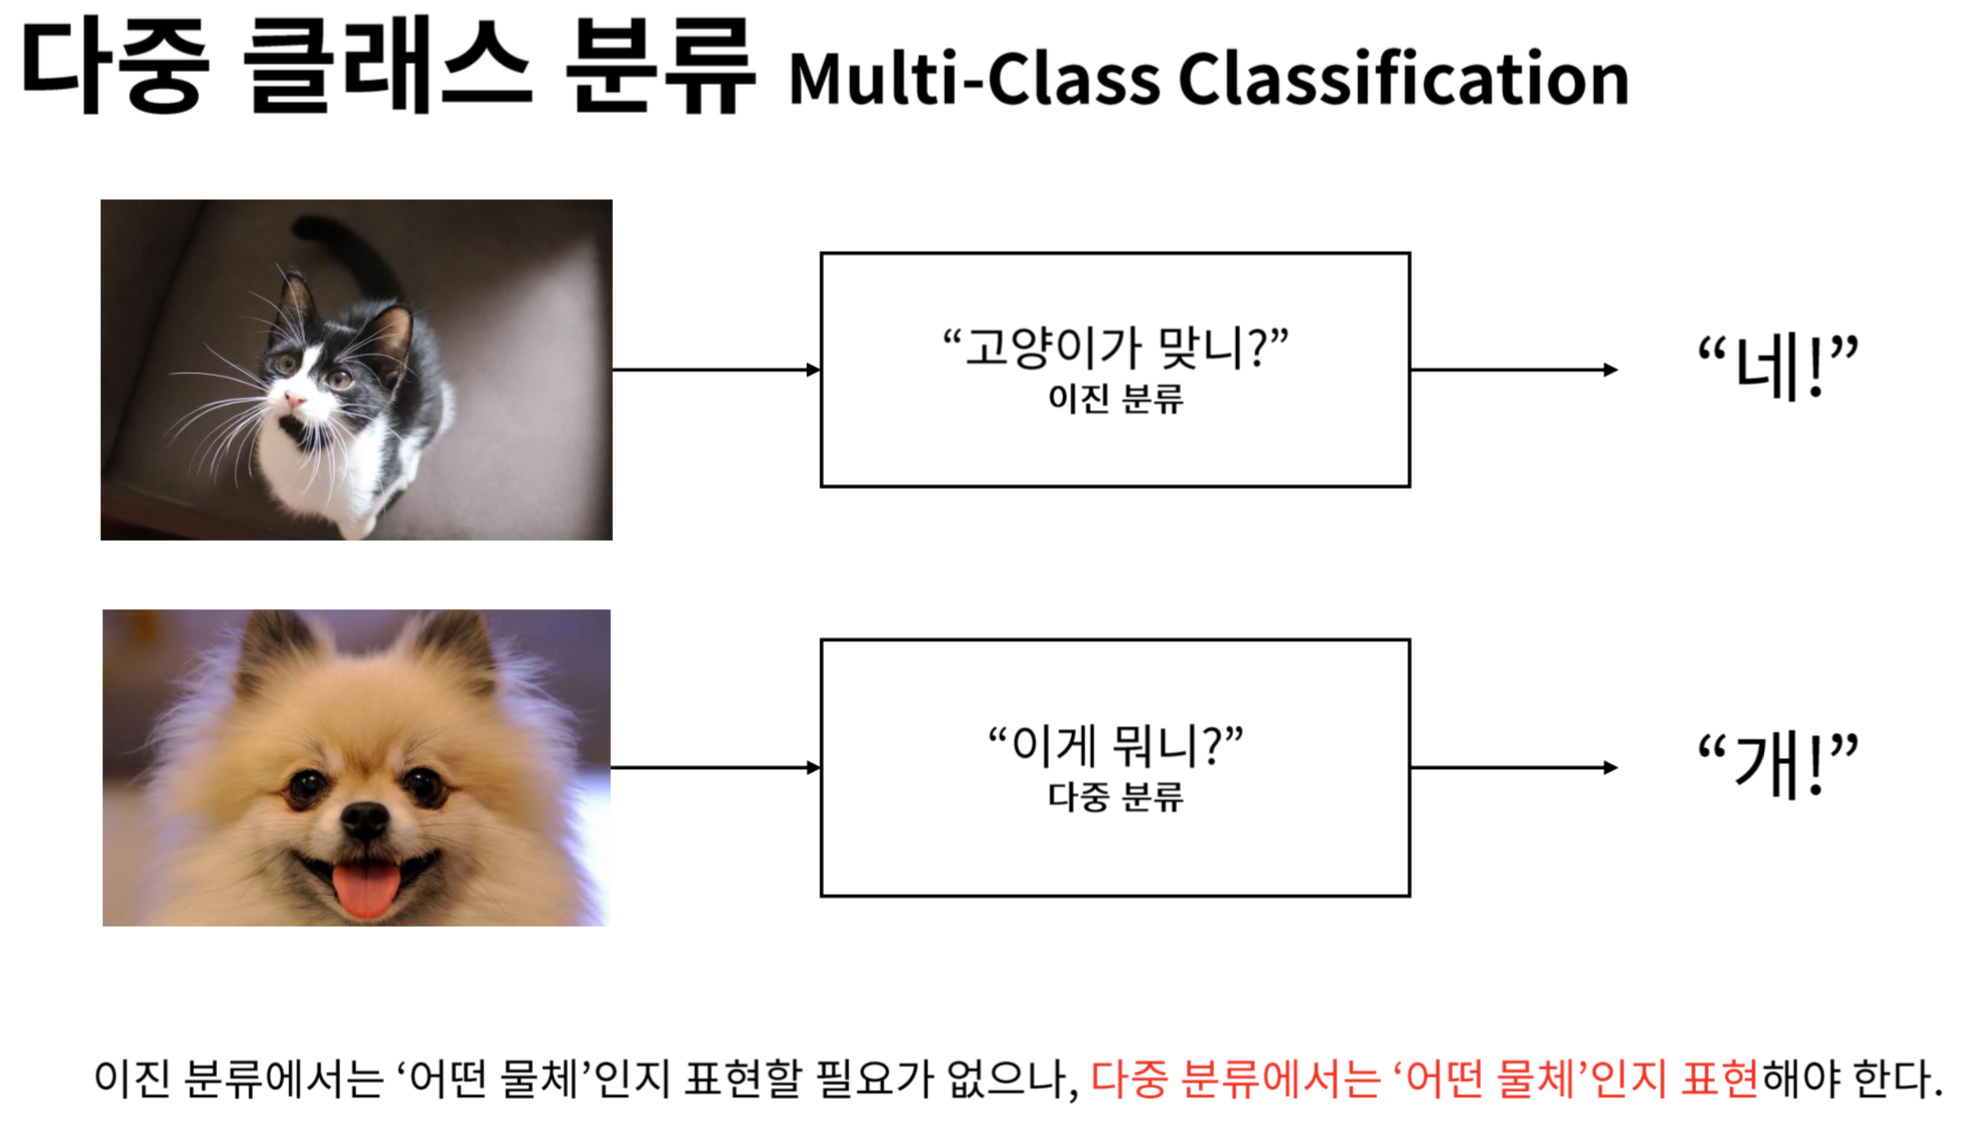 다중 클래스 분류 Multi-Class Classification
“고양이가 맞니?”
이진 분류
“네!”
“이게 뭐니?”
다중 분류
“개!”
이진 분류에서는 ‘어떤 물체’인지 표현할 필요가 없으나, 다중 분류에서는 ‘어떤 물체’인지 표현해야 한다.